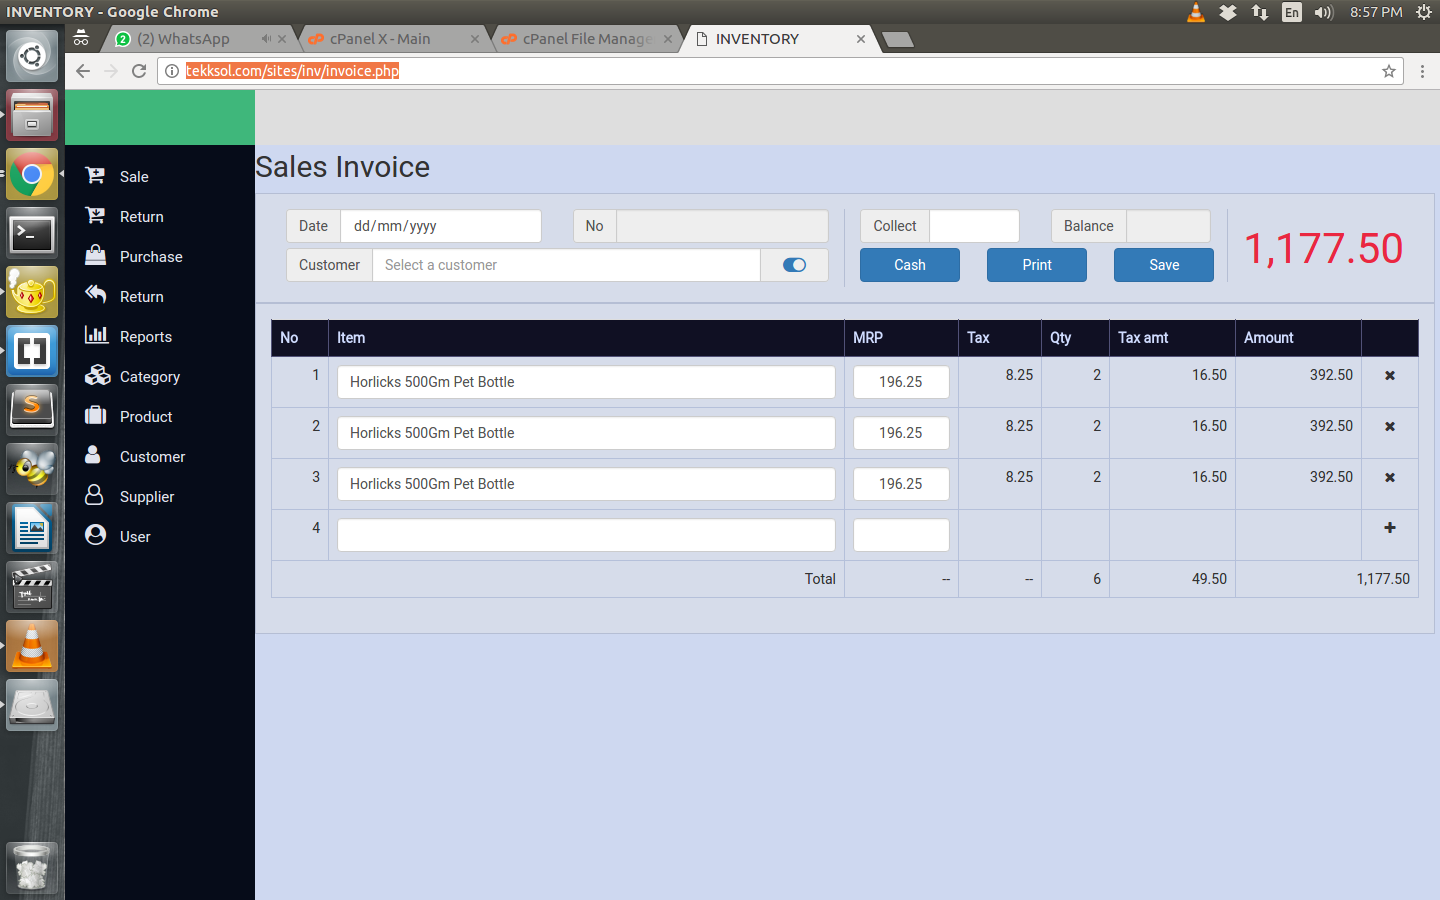 INVENTORY - Google Chrome
En
8:57 PM
2 (2) WhatsApp
cPanel X - Main
cPanel File Manage
INVENTORY
tekksol.com/sites/inv/invoice.php
Sale
Return
Purchase
Return
Reports
Category
Product
Customer
Supplier
User
Sales Invoice
Date dd/mm/yyyy No
Customer Select a customer
Collect Balance
Cash Print Save
1,177.50
No Item MRP Tax Qty Tax amt Amount
1 Horlicks 500Gm Pet Bottle 196.25 8.25 2 16.50 392.50
2 Horlicks 500Gm Pet Bottle 196.25 8.25 2 16.50 392.50
3 Horlicks 500Gm Pet Bottle 196.25 8.25 2 16.50 392.50
4
Total -- -- 6 49.50 1,177.50